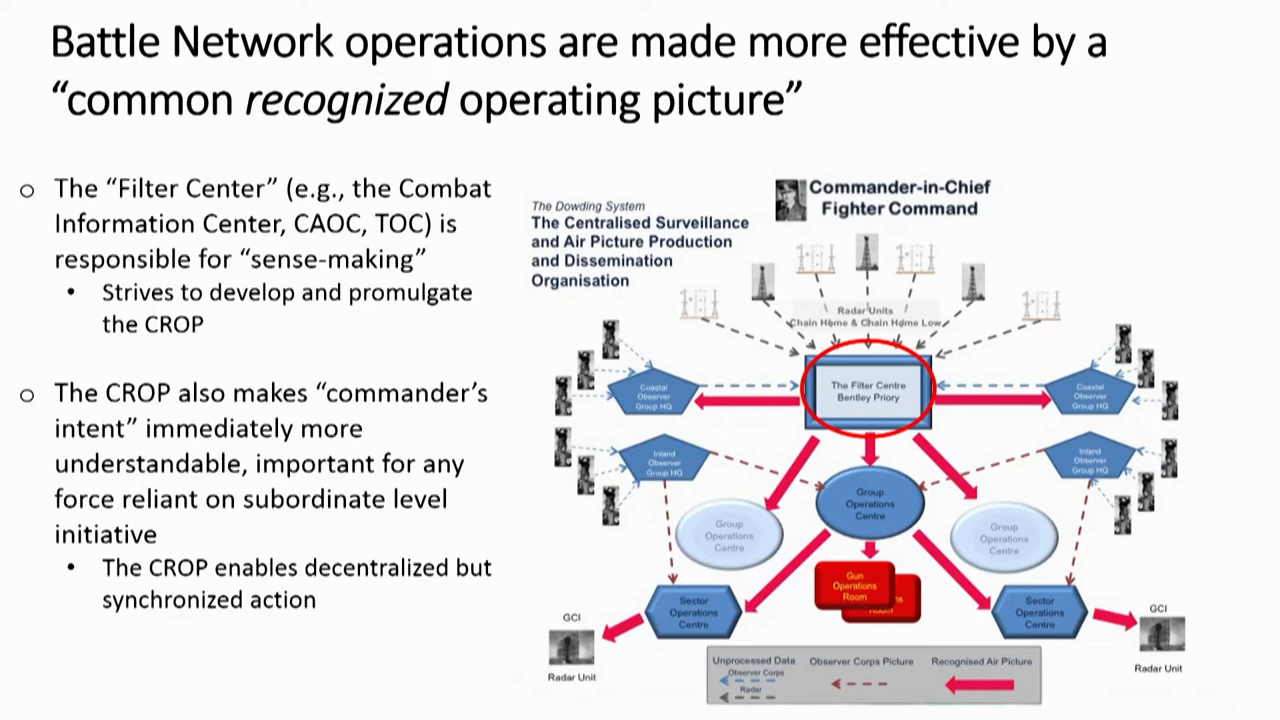 Battle Network operations are made more effective by a
“common recognized operating picture”
o The “Filter Center” (e.g., the Combat
Information Center, CAOC, TOC) is
responsible for “sense-making”
• Strives to develop and promulgate
the CROP
o The CROP also makes “commander’s
intent” immediately more
understandable, important for any
force reliant on subordinate level
initiative
• The CROP enables decentralized but
synchronized action
The Dowding System
The Centralised Surveillance
and Air Picture Production
and Dissemination
Organisation
Commander-in-Chief
Fighter Command
Radar Units
Chain Home & Chain Home Low
The Filter Centre
Bentley Priory
Coastal
Observer
Group HQ
Coastal
Observer
Group HQ
Inland
Observer
Group HQ
Inland
Observer
Group HQ
Group
Operations
Centre
Group
Operations
Centre
Group
Operations
Centre
Gun
Operations
Room
ns
Room
Sector
Operations
Centre
Sector
Operations
Centre
GCI
Radar Unit
GCI
Radar Unit
Unprocessed Data
Observer Corps
Radar
Observer Corps Picture
Recognised Air Picture